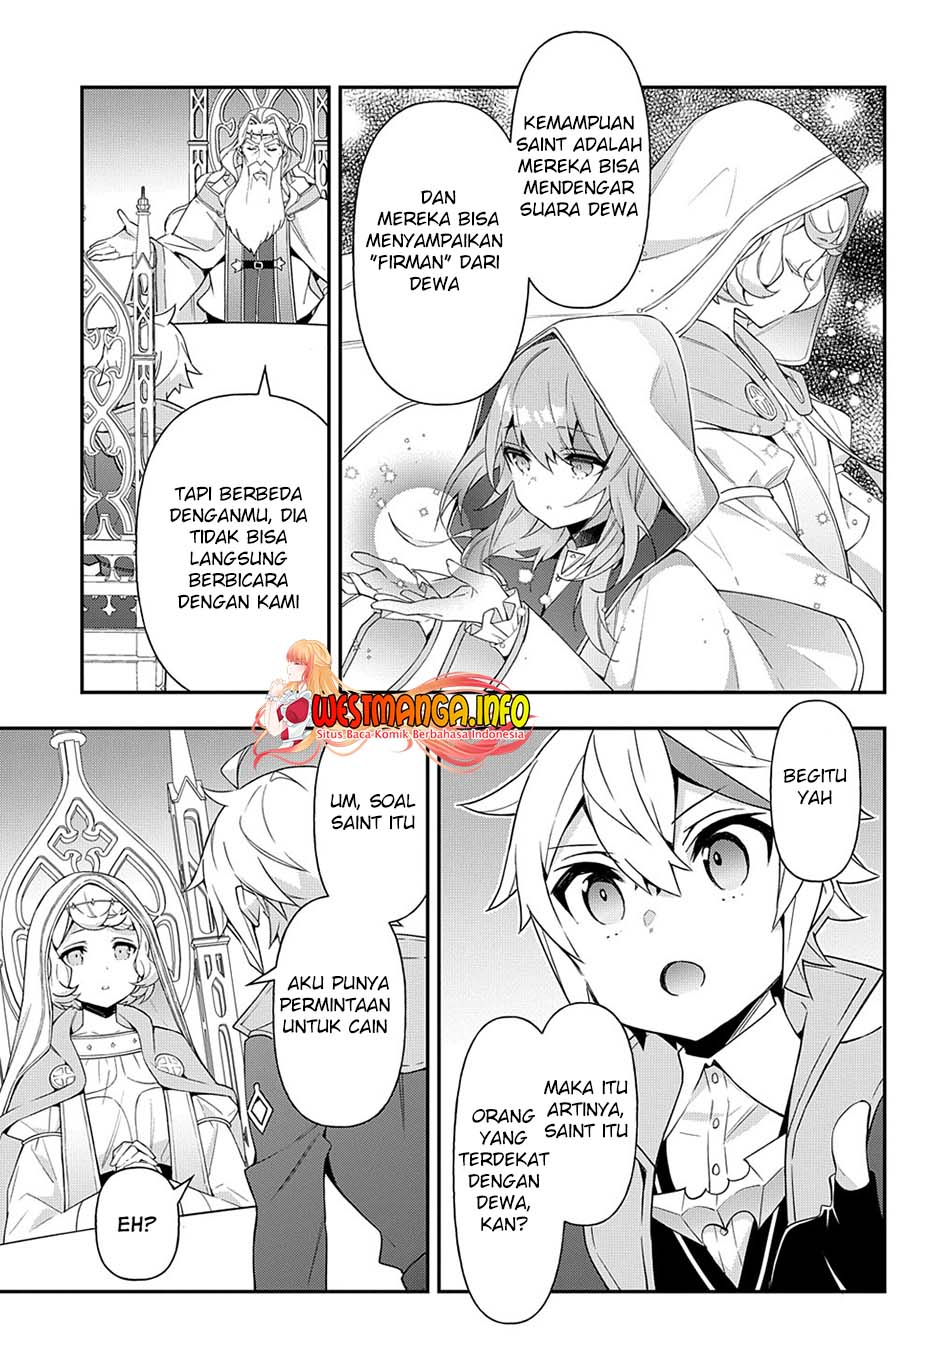 KEMAMPUAN
SAINT ADALAH
MEREKA BISA
MENDENGAR
SUARA DEWA
DAN
MEREKA BISA
MENYAMPAIKAN
"FIRMAN" DARI
DEWA
TAPI BERBEDA
DENGANMU, DIA
TIDAK BISA
LANGSUNG
BERBICARA
DENGAN KAMI
WESTMANGA.INFO
Situs Baca Komik Berbahasa Indonesia
BEGITU
YAH
MAKA ITU
ARTINYA,
SAINT ITU
ORANG
YANG
TERDEKAT
DENGAN
DEWA,
KAN?
UM, SOAL
SAINT ITU
AKU PUNYA
PERMINTAAN
UNTUK CAIN
EH?